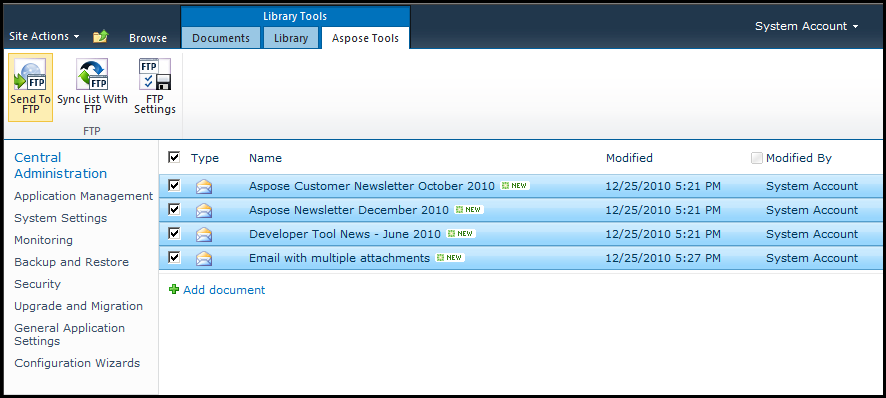 Library Tools
Site Actions Browse Documents Library Aspose Tools System Account
FTP FTP FTP
Send To FTP
Sync List With FTP
FTP Settings
FTP
Central Administration
Application Management
System Settings
Monitoring
Backup and Restore
Security
Upgrade and Migration
General Application Settings
Configuration Wizards
Type Name Modified Modified By
Aspose Customer Newsletter October 2010 NEW 12/25/2010 5:21 PM System Account
Aspose Newsletter December 2010 NEW 12/25/2010 5:21 PM System Account
Developer Tool News - June 2010 NEW 12/25/2010 5:21 PM System Account
Email with multiple attachments NEW 12/25/2010 5:27 PM System Account
Add document